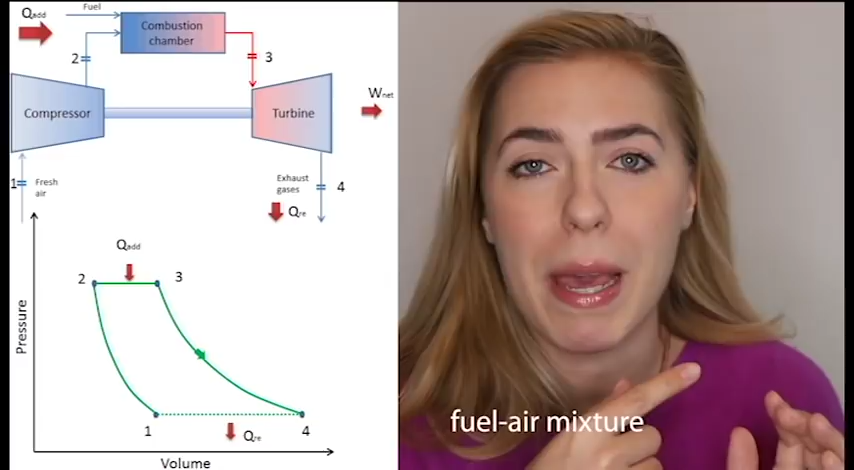 Qadd
Fuel
Combustion
chamber
2
3
Compressor
Turbine
Wnet
1
Fresh
air
Exhaust
gases
4
Qre
Qadd
2
3
Pressure
1
Qre
4
Volume
fuel-air mixture